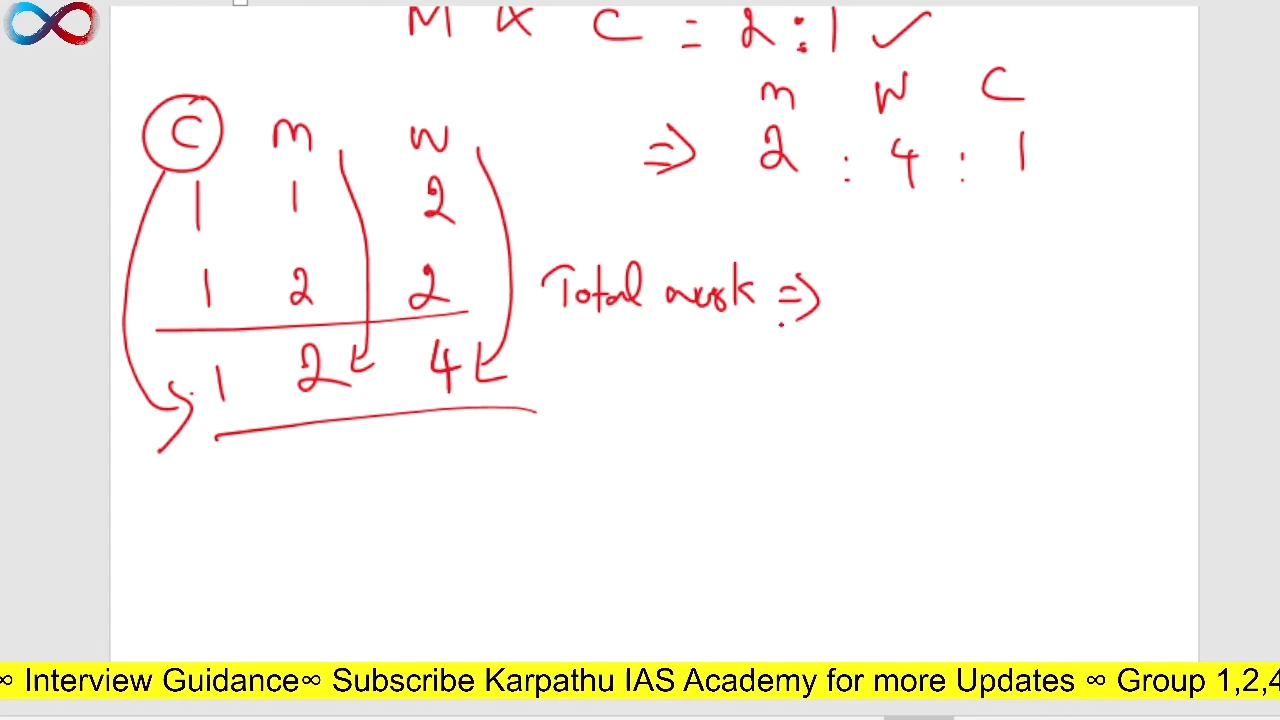 M & C = 2:1 ✓
m W C
⇒ 2 : 4 : 1
C m W
1 1 2
1 2 2
1 2 4
Total work ⇒
∞ Interview Guidance∞ Subscribe Karpathu IAS Academy for more Updates ∞ Group 1,2,4